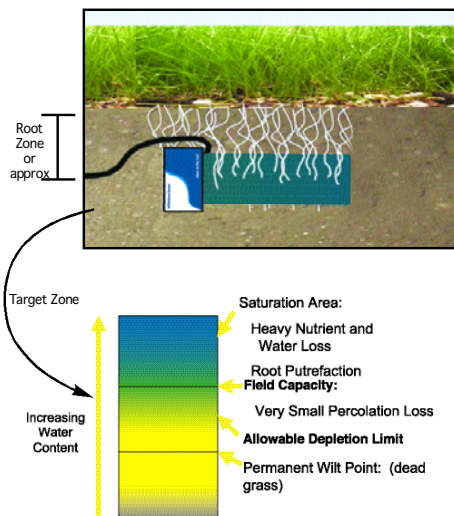 Root
Zone
or
approx
Target Zone
Saturation Area:
Heavy Nutrient and
Water Loss
Root Putrefaction
Field Capacity:
Very Small Percolation Loss
Allowable Depletion Limit
Permanent Wilt Point: (dead
grass)
Increasing
Water
Content